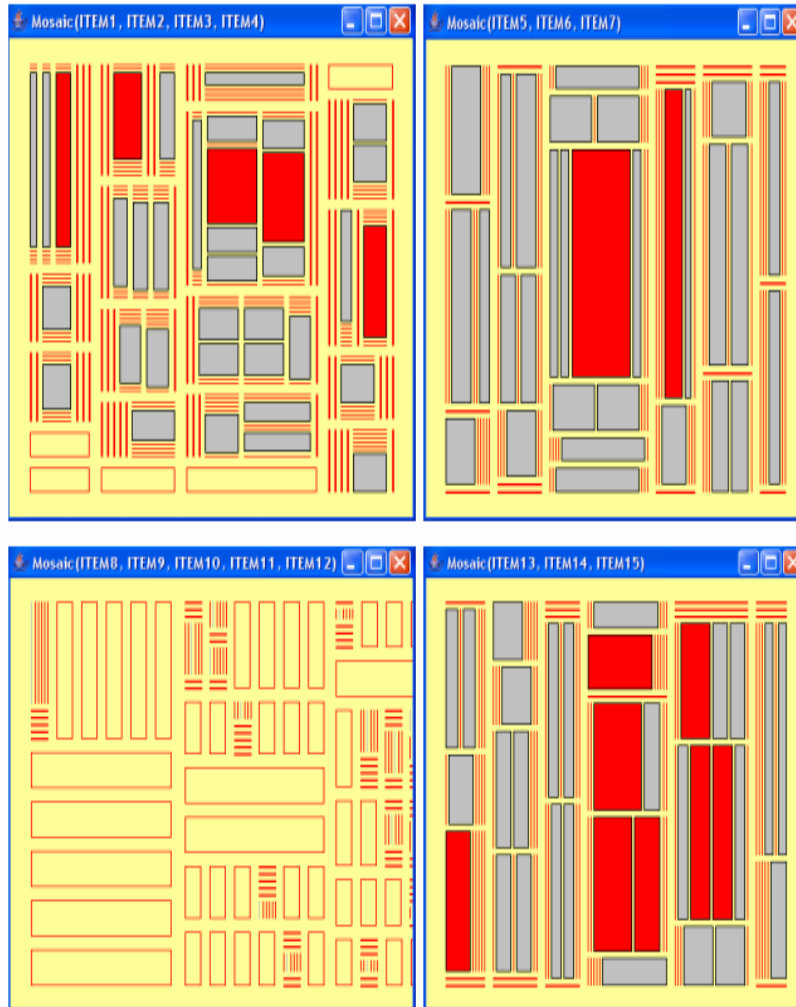 Mosaic(ITEM1, ITEM2, ITEM3, ITEM4)
Mosaic(ITEM5, ITEM6, ITEM7)
Mosaic(ITEM8, ITEM9, ITEM10, ITEM11, ITEM12)
Mosaic(ITEM13, ITEM14, ITEM15)